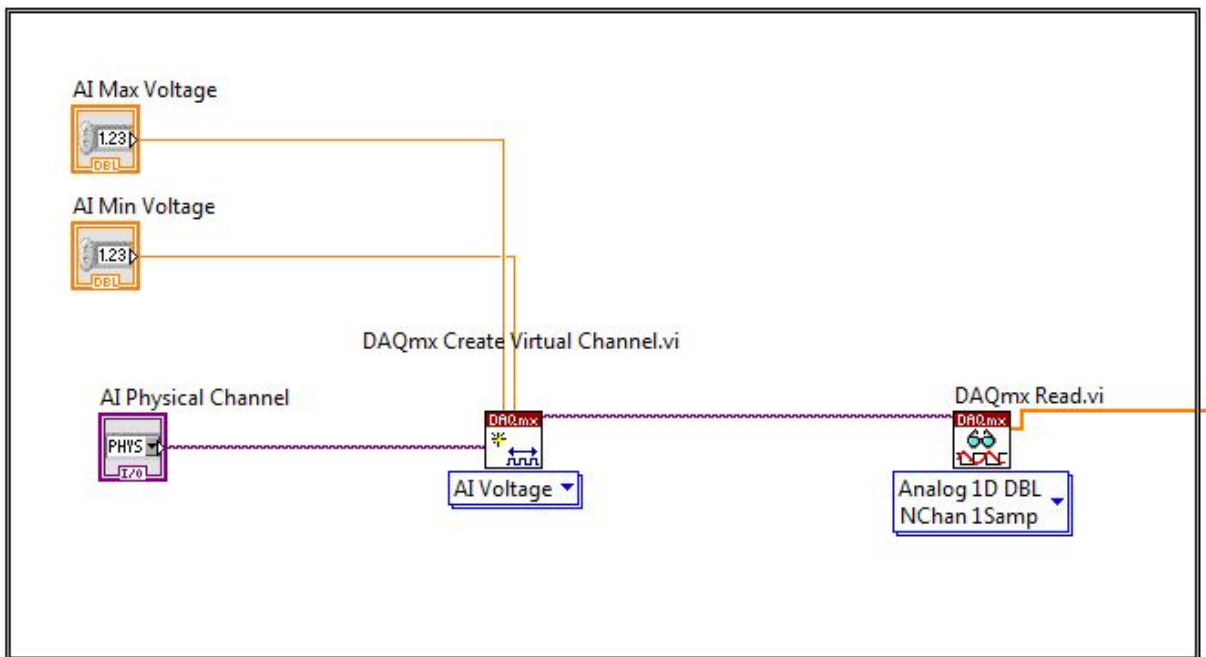 AI Max Voltage
1.23
DBL
AI Min Voltage
1.23
DBL
DAQmx Create Virtual Channel.vi
AI Physical Channel
PHYS
I/O
DAQmx
AI Voltage
DAQmx Read.vi
DAQmx
Analog 1D DBL
NChan 1Samp